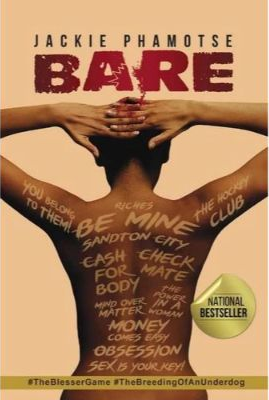 JACKIE PHAMOTSE
BARE
YOU BELONG
TO THEM!
RICHES
BE MINE
THE HOCKEY
CLUB
SANDTON CITY
CASH
FOR
BODY
CHECK
MATE
MIND OVER
MATTER
THE
POWER
IN A
WOMAN
MONEY
COMES EASY
OBSESSION
SEX IS YOUR KEY!
NATIONAL
BESTSELLER
#TheBlesserGame #TheBreedingOfAnUnderdog